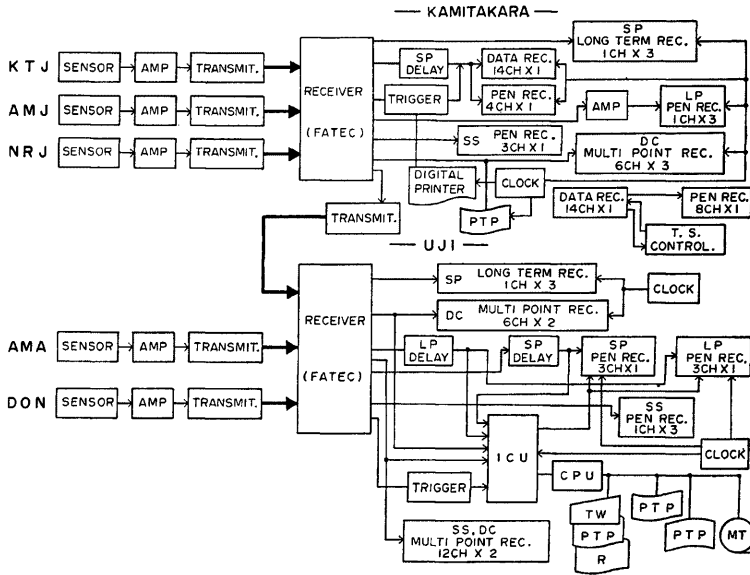 — KAMITAKARA —
KTJ
SENSOR
AMP
TRANSMIT.
AMJ
SENSOR
AMP
TRANSMIT.
NRJ
SENSOR
AMP
TRANSMIT.
RECEIVER
(FATEC)
SP
LONG TERM REC.
1CH X 3
SP
DELAY
DATA REC.
14CH X 1
TRIGGER
PEN REC.
4CH X 1
AMP
LP
PEN REC.
1CH X 3
SS
PEN REC.
3CH X 1
DC
MULTI POINT REC.
6CH X 3
DIGITAL
PRINTER
CLOCK
PTP
DATA REC.
14CH X 1
PEN REC.
8CH X 1
T. S.
CONTROL.
TRANSMIT.
— UJI —
RECEIVER
(FATEC)
AMA
SENSOR
AMP
TRANSMIT.
DON
SENSOR
AMP
TRANSMIT.
SP
LONG TERM REC.
1CH X 3
CLOCK
DC
MULTI POINT REC.
6CH X 2
LP
DELAY
SP
DELAY
SP
PEN REC.
3CH X 1
LP
PEN REC.
3CH X 1
SS
PEN REC.
1CH X 3
ICU
CLOCK
TRIGGER
CPU
TW
PTP
R
PTP
PTP
MT
SS, DC
MULTI POINT REC.
12CH X 2